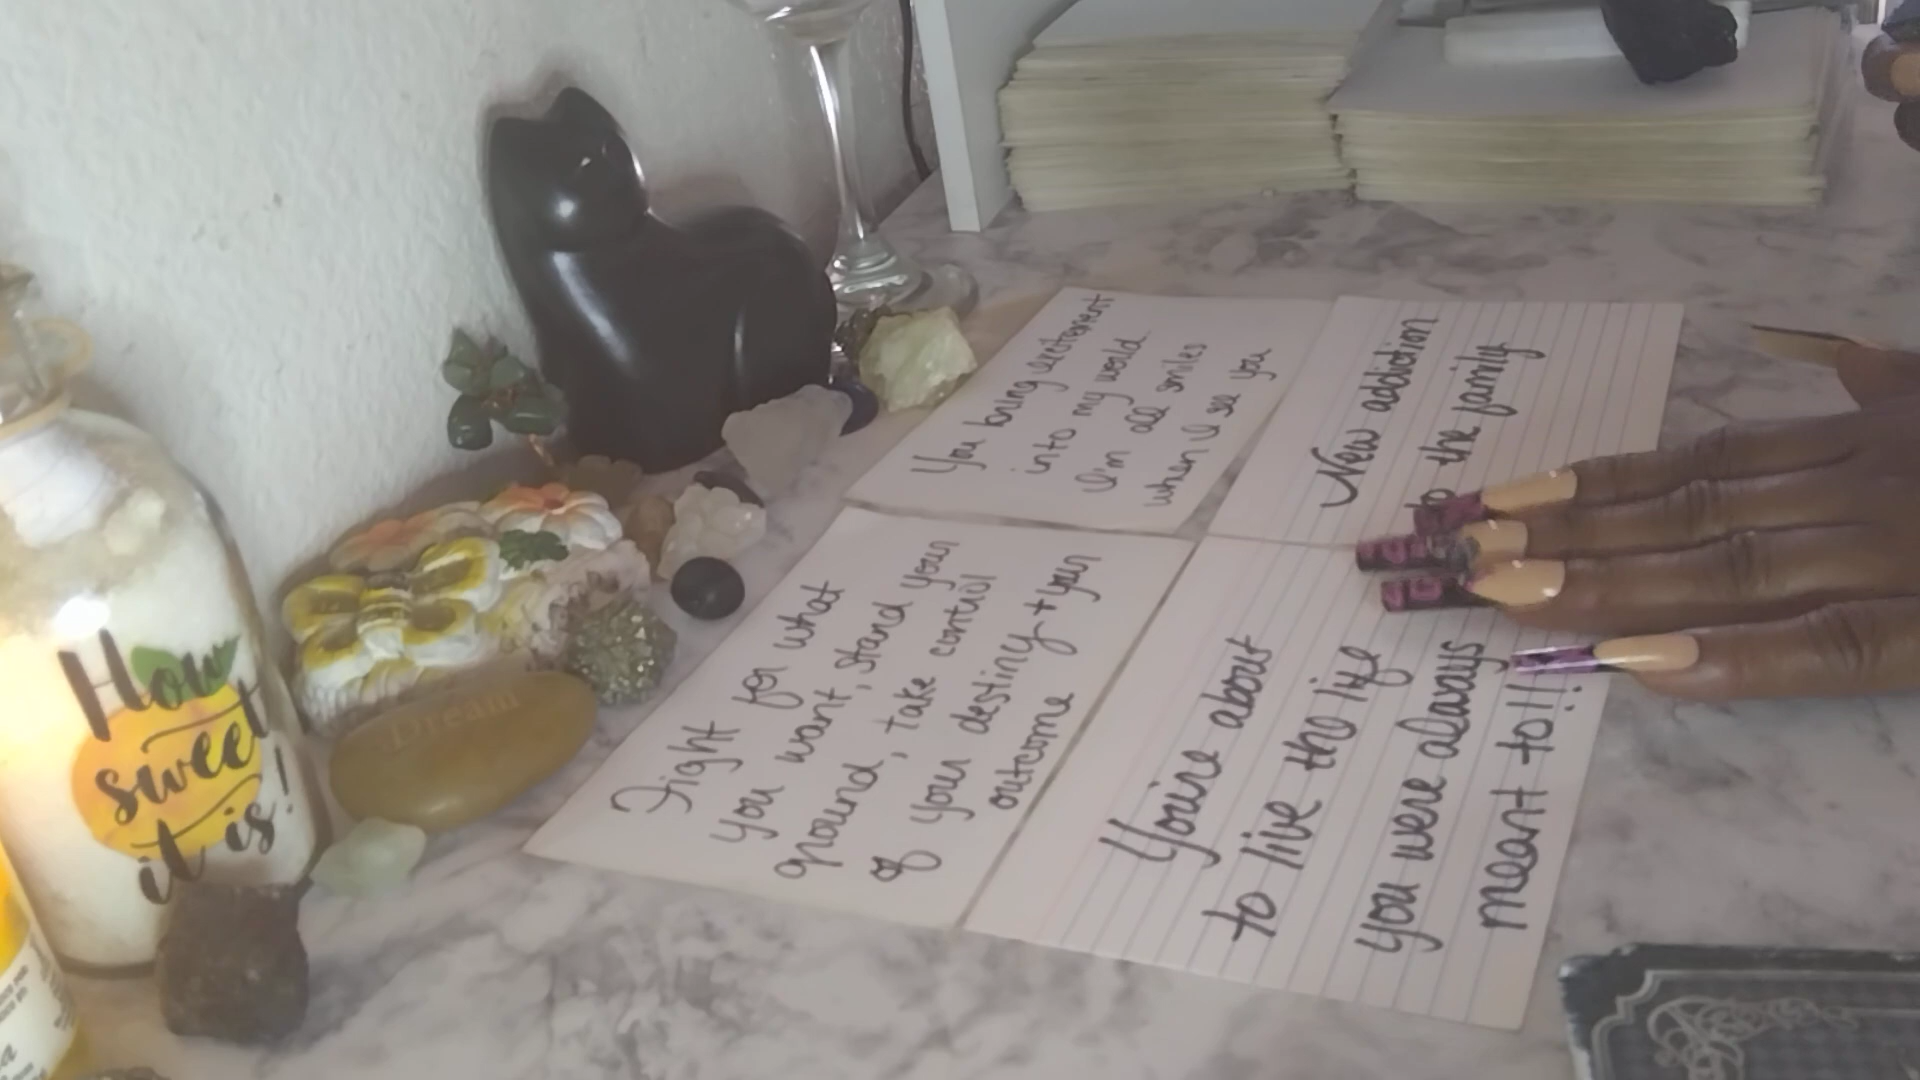 You bring excitement
into my world
I'm all smiles
when I see you
New addiction
to the family
Fight for what
you want, stand your
ground, take control
of your destiny + your
outcome
You're about
to live the life
you were always
meant to!!
How
sweet
it is!
Dream